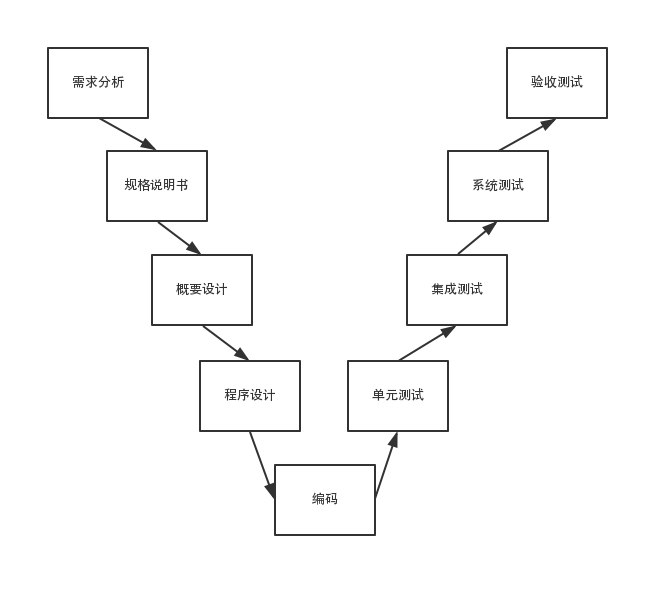 需求分析
验收测试
规格说明书
系统测试
概要设计
集成测试
程序设计
单元测试
编码